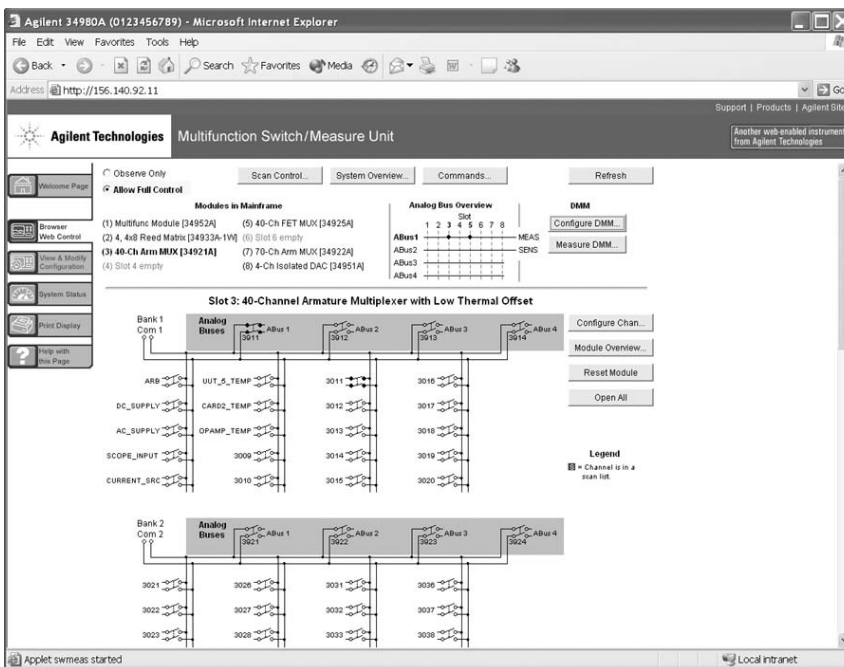 Agilent 34980A (0123456789) - Microsoft Internet Explorer
File Edit View Favorites Tools Help
Back Search Favorites Media
Address http://156.140.92.11 Go
Support | Products | Agilent Site
Agilent Technologies Multifunction Switch/Measure Unit
Another web-enabled instrument
from Agilent Technologies
Welcome Page
Browser
Web Control
View & Modify
Configuration
System Status
Print Display
Help with
this Page
Observe Only
Allow Full Control
Scan Control... System Overview... Commands... Refresh
Modules in Mainframe
(1) Multifunc Module [34952A] (5) 40-Ch FET MUX [34925A]
(2) 4, 4x8 Reed Matrix [34933A-1W] (6) Slot 6 empty
(3) 40-Ch Arm MUX [34921A] (7) 70-Ch Arm MUX [34922A]
(4) Slot 4 empty (8) 4-Ch Isolated DAC [34951A]
Analog Bus Overview
Slot
1 2 3 4 5 6 7 8
ABus1 MEAS
ABus2 SENS
ABus3
ABus4
DMM
Configure DMM...
Measure DMM...
Slot 3: 40-Channel Armature Multiplexer with Low Thermal Offset
Bank 1
Com 1
Analog
Buses
ABus 1 ABus 2 ABus 3 ABus 4
3911 3912 3913 3914
ARB UUT_5_TEMP 3011 3016
DC_SUPPLY CARD2_TEMP 3012 3017
AC_SUPPLY OPAMP_TEMP 3013 3018
SCOPE_INPUT 3009 3014 3019
CURRENT_SRC 3010 3015 3020
Configure Chan...
Module Overview...
Reset Module
Open All
Legend
S = Channel is in a
scan list.
Bank 2
Com 2
Analog
Buses
ABus 1 ABus 2 ABus 3 ABus 4
3921 3922 3923 3924
3021 3026 3031 3036
3022 3027 3032 3037
3023 3028 3033 3038
Applet swmeas started
Local intranet